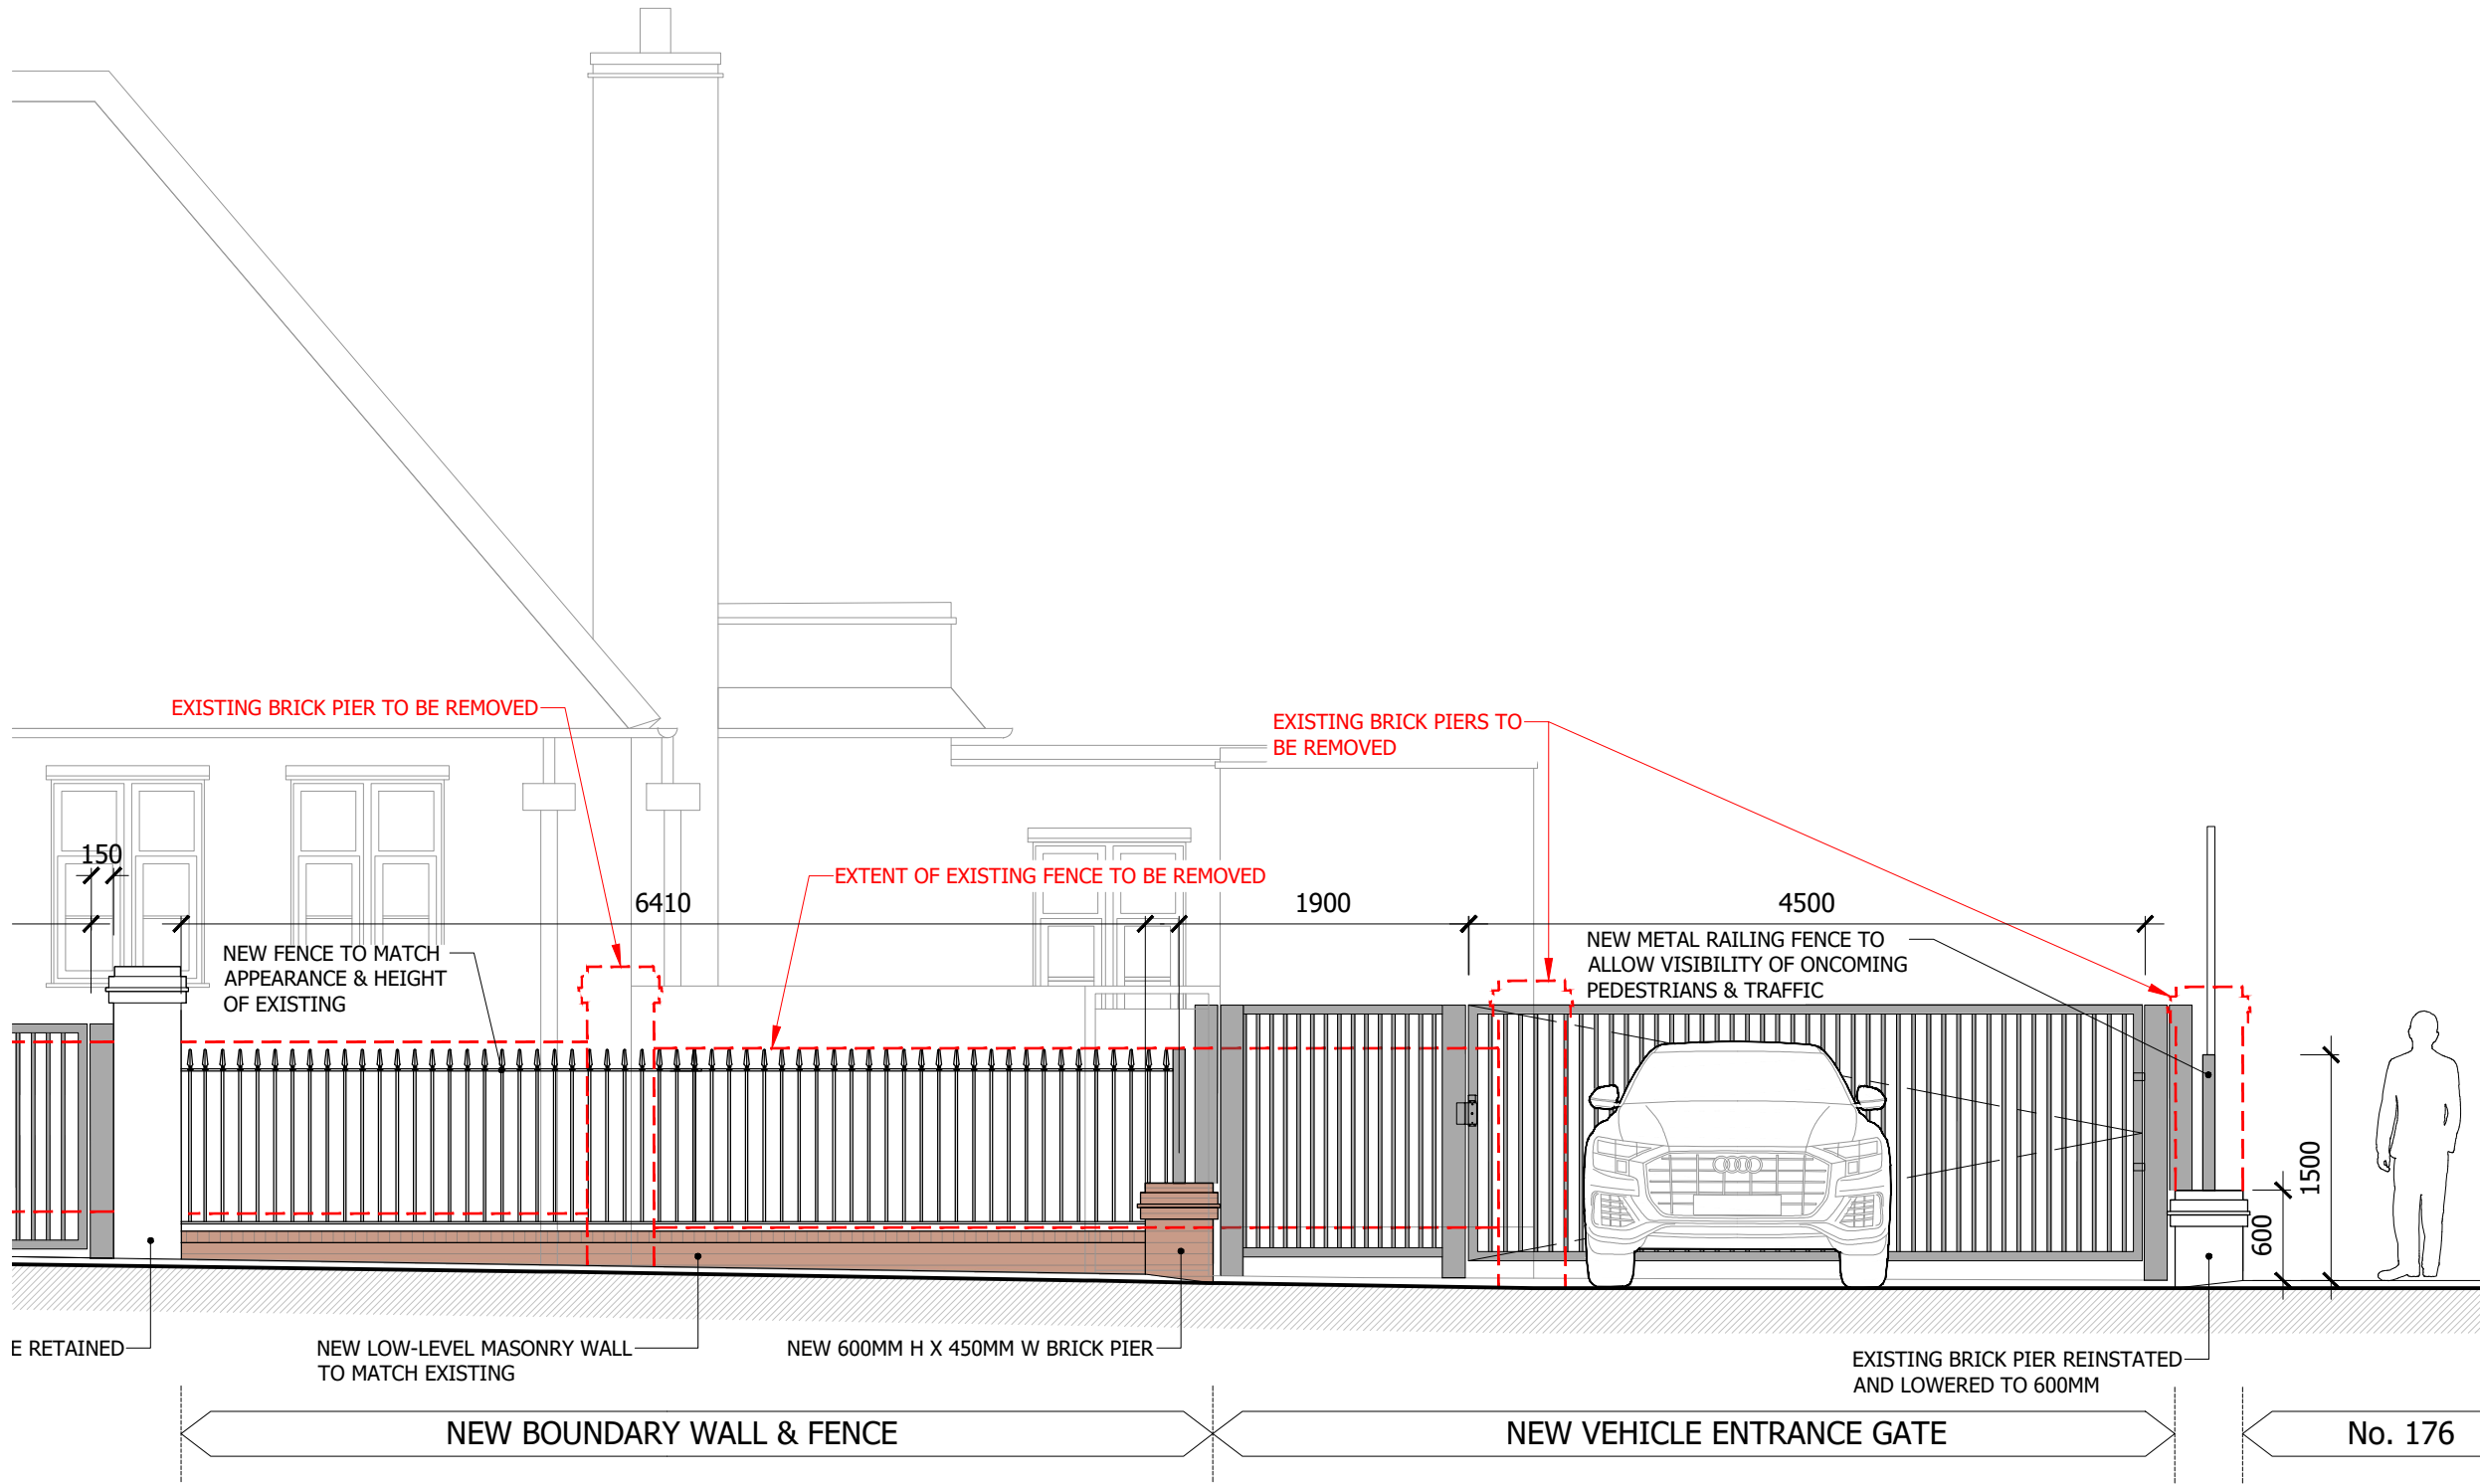 EXISTING BRICK PIER TO BE REMOVED
EXISTING BRICK PIERS TO
BE REMOVED
150
EXTENT OF EXISTING FENCE TO BE REMOVED
6410
1900
4500
NEW FENCE TO MATCH
APPEARANCE & HEIGHT
OF EXISTING
NEW METAL RAILING FENCE TO
ALLOW VISIBILITY OF ONCOMING
PEDESTRIANS & TRAFFIC
1500
600
E RETAINED
NEW LOW-LEVEL MASONRY WALL
TO MATCH EXISTING
NEW 600MM H X 450MM W BRICK PIER
EXISTING BRICK PIER REINSTATED
AND LOWERED TO 600MM
NEW BOUNDARY WALL & FENCE
NEW VEHICLE ENTRANCE GATE
No. 176